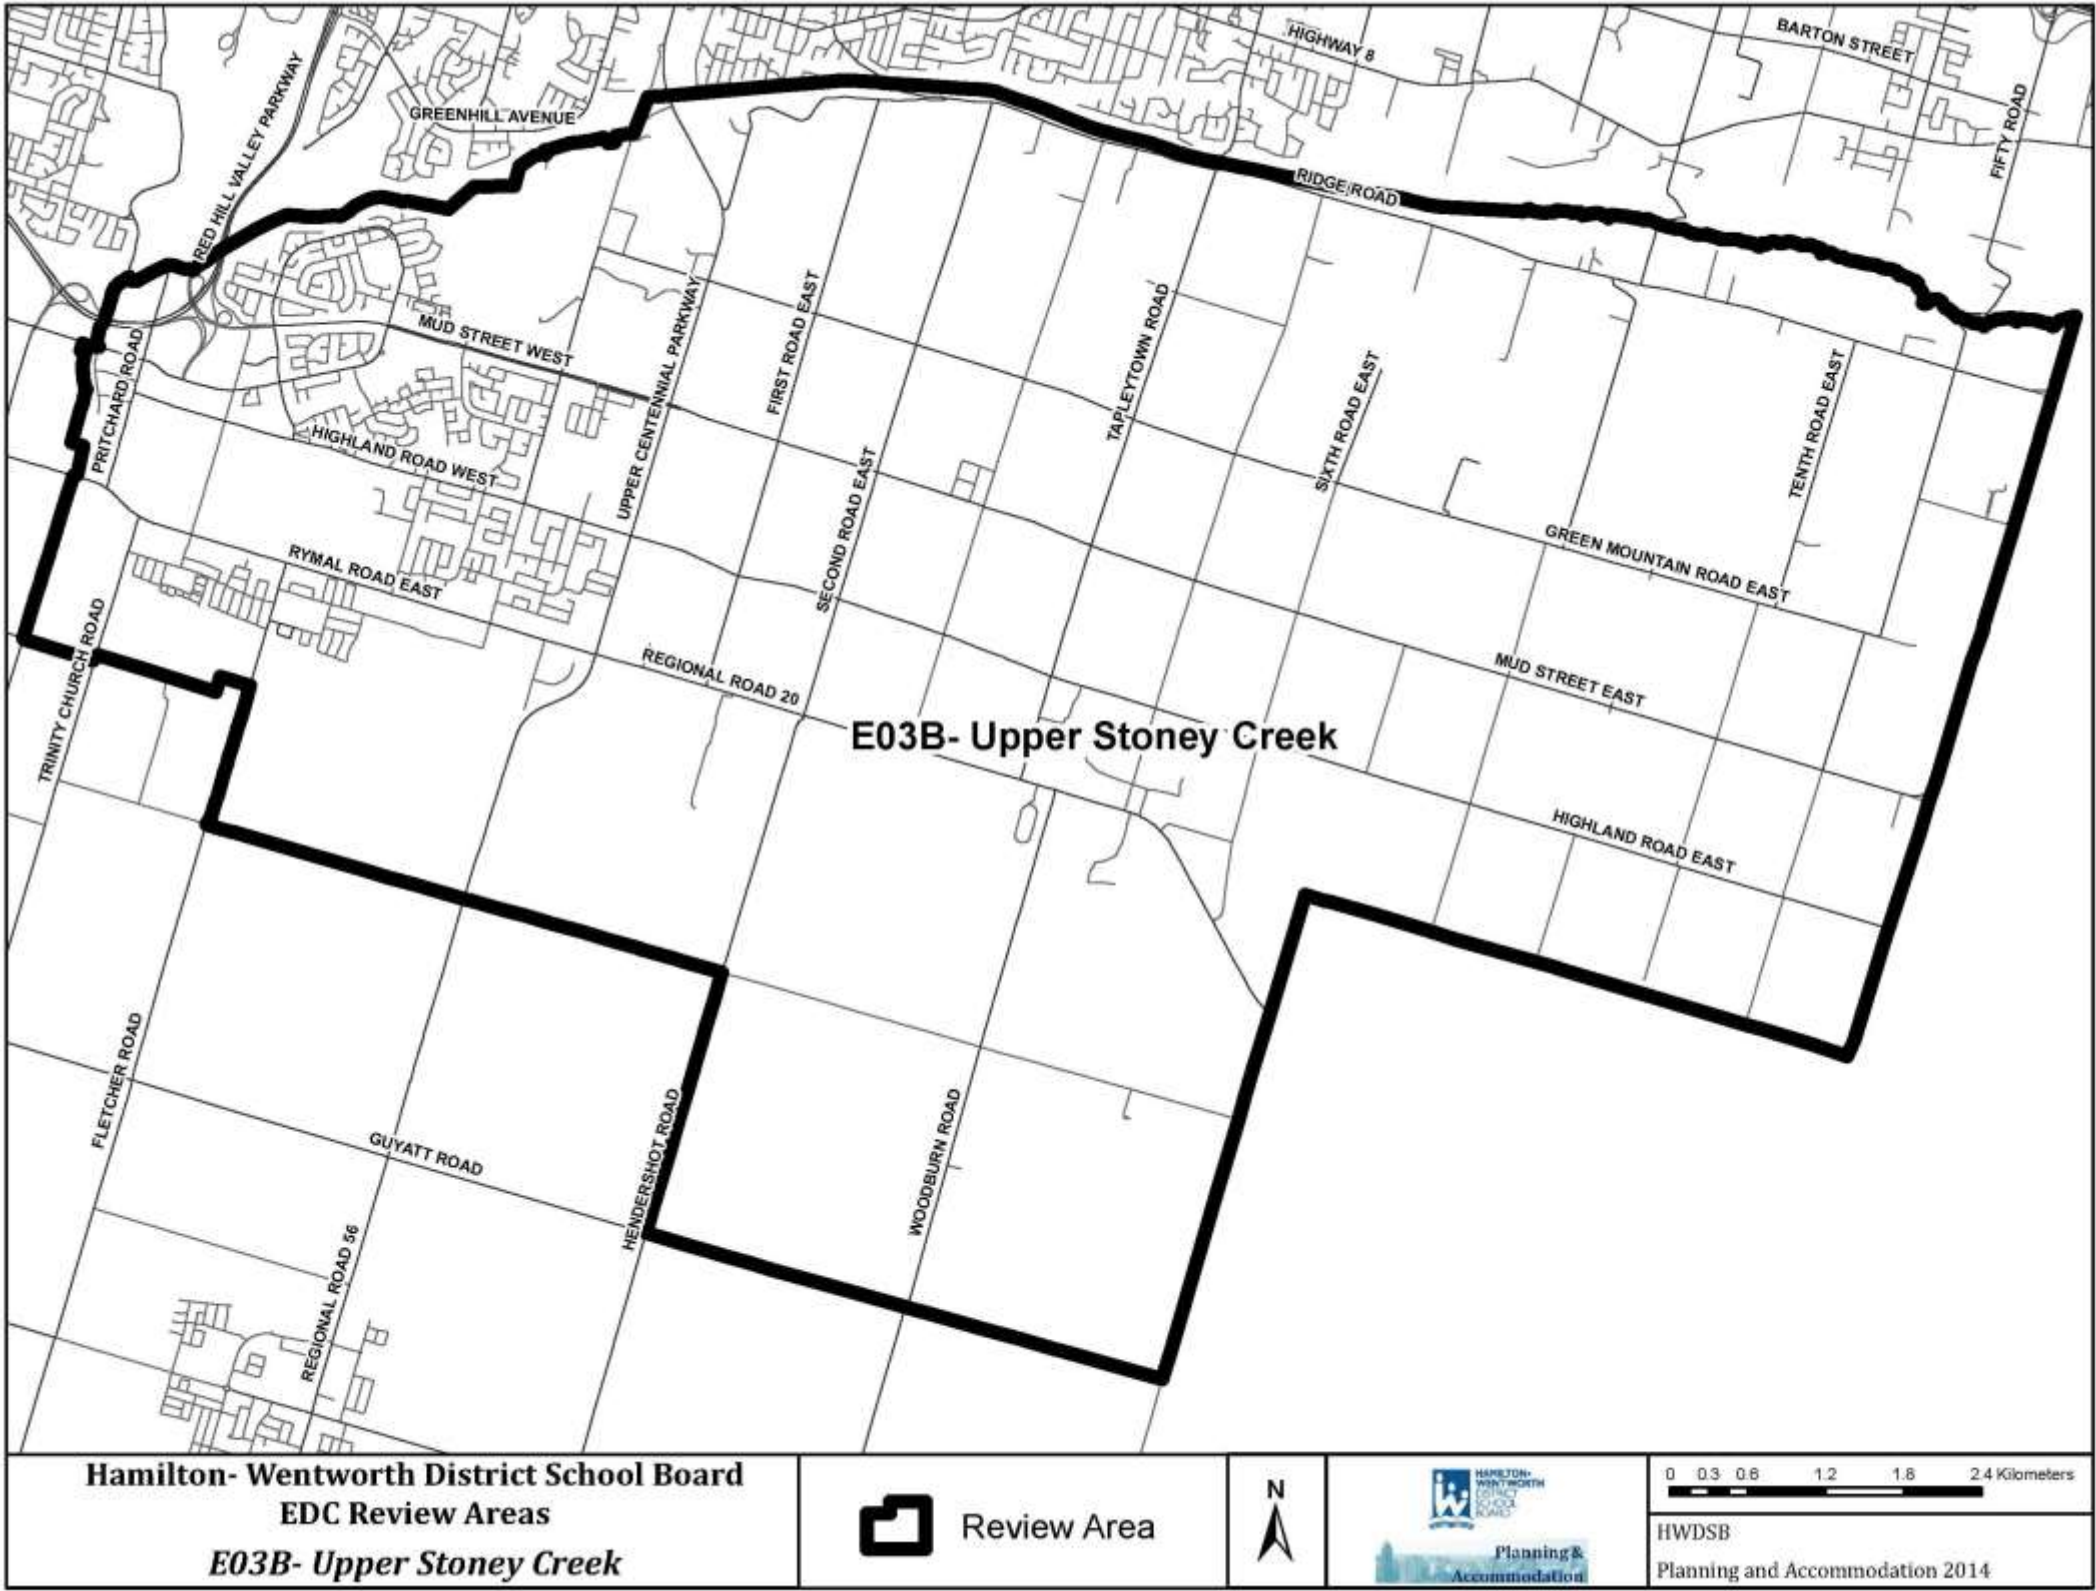 BARTON STREET
HIGHWAY 8
FIFTY ROAD
GREENHILL AVENUE
RED HILL VALLEY PARKWAY
RIDGE ROAD
MUD STREET WEST
UPPER CENTENNIAL PARKWAY
FIRST ROAD EAST
TAPLEYTOWN ROAD
PRITCHARD ROAD
SIXTH ROAD EAST
TENTH ROAD EAST
HIGHLAND ROAD WEST
SECOND ROAD EAST
GREEN MOUNTAIN ROAD EAST
RYMAL ROAD EAST
TRINITY CHURCH ROAD
REGIONAL ROAD 20
MUD STREET EAST
E03B- Upper Stoney Creek
HIGHLAND ROAD EAST
FLETCHER ROAD
GUYATT ROAD
HENDERSHOT ROAD
WOODBURN ROAD
REGIONAL ROAD 56
Hamilton- Wentworth District School Board
EDC Review Areas
E03B- Upper Stoney Creek
Review Area
N
HAMILTON-
WENTWORTH
DISTRICT
SCHOOL
BOARD
Planning &
Accommodation
0 0.3 0.6 1.2 1.8 2.4 Kilometers
HWDSB
Planning and Accommodation 2014